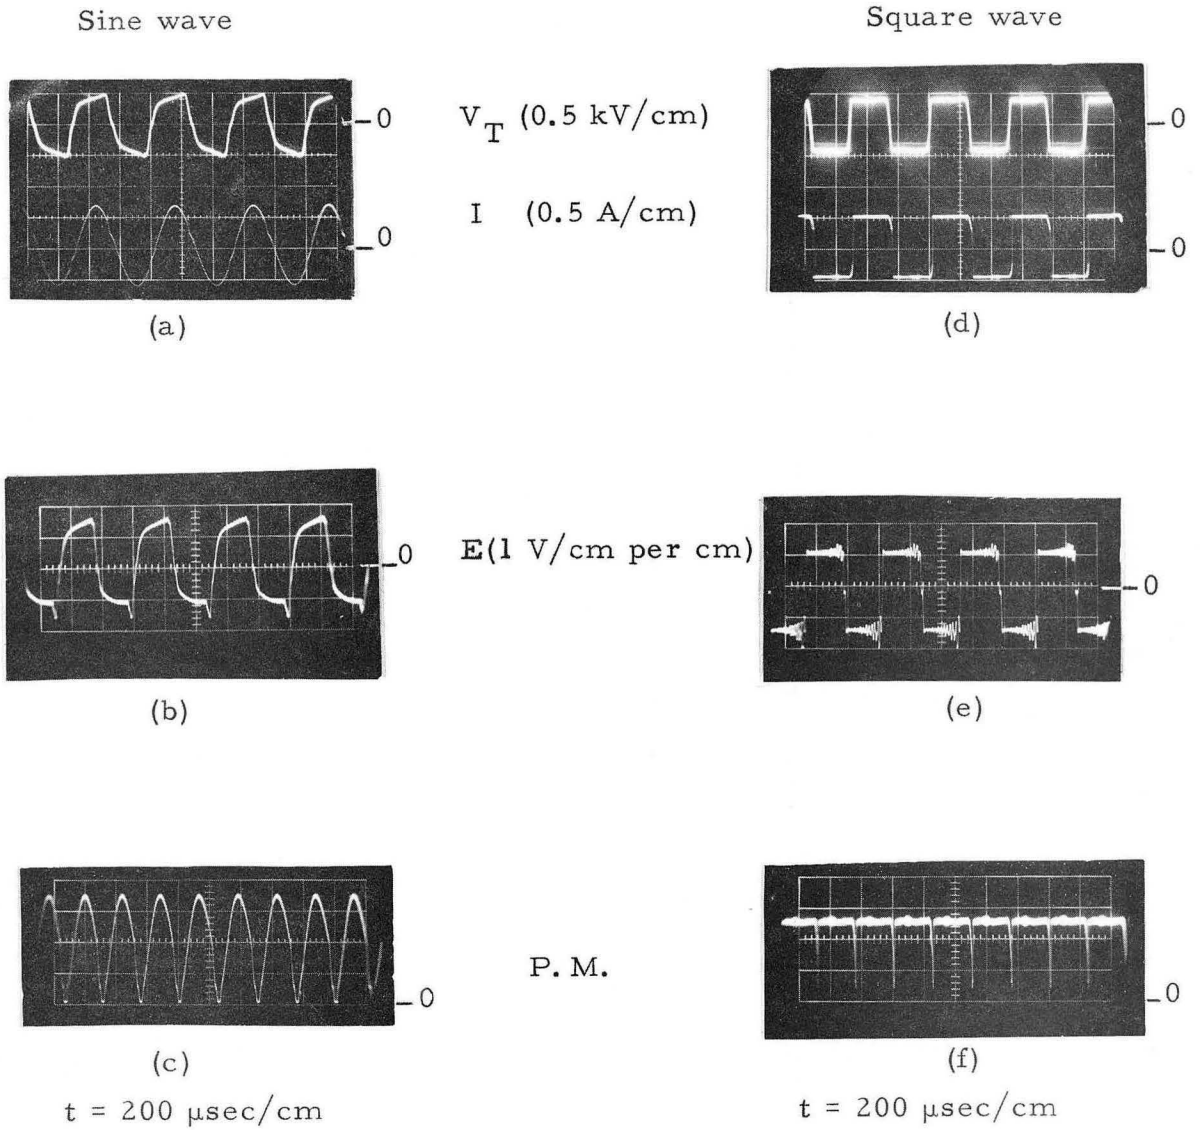 Sine wave
Square wave
0
V_T (0.5 kV/cm)
0
I (0.5 A/cm)
0
0
(a)
(d)
0
E(1 V/cm per cm)
0
(b)
(e)
0
P. M.
0
(c)
(f)
t = 200 μsec/cm
t = 200 μsec/cm